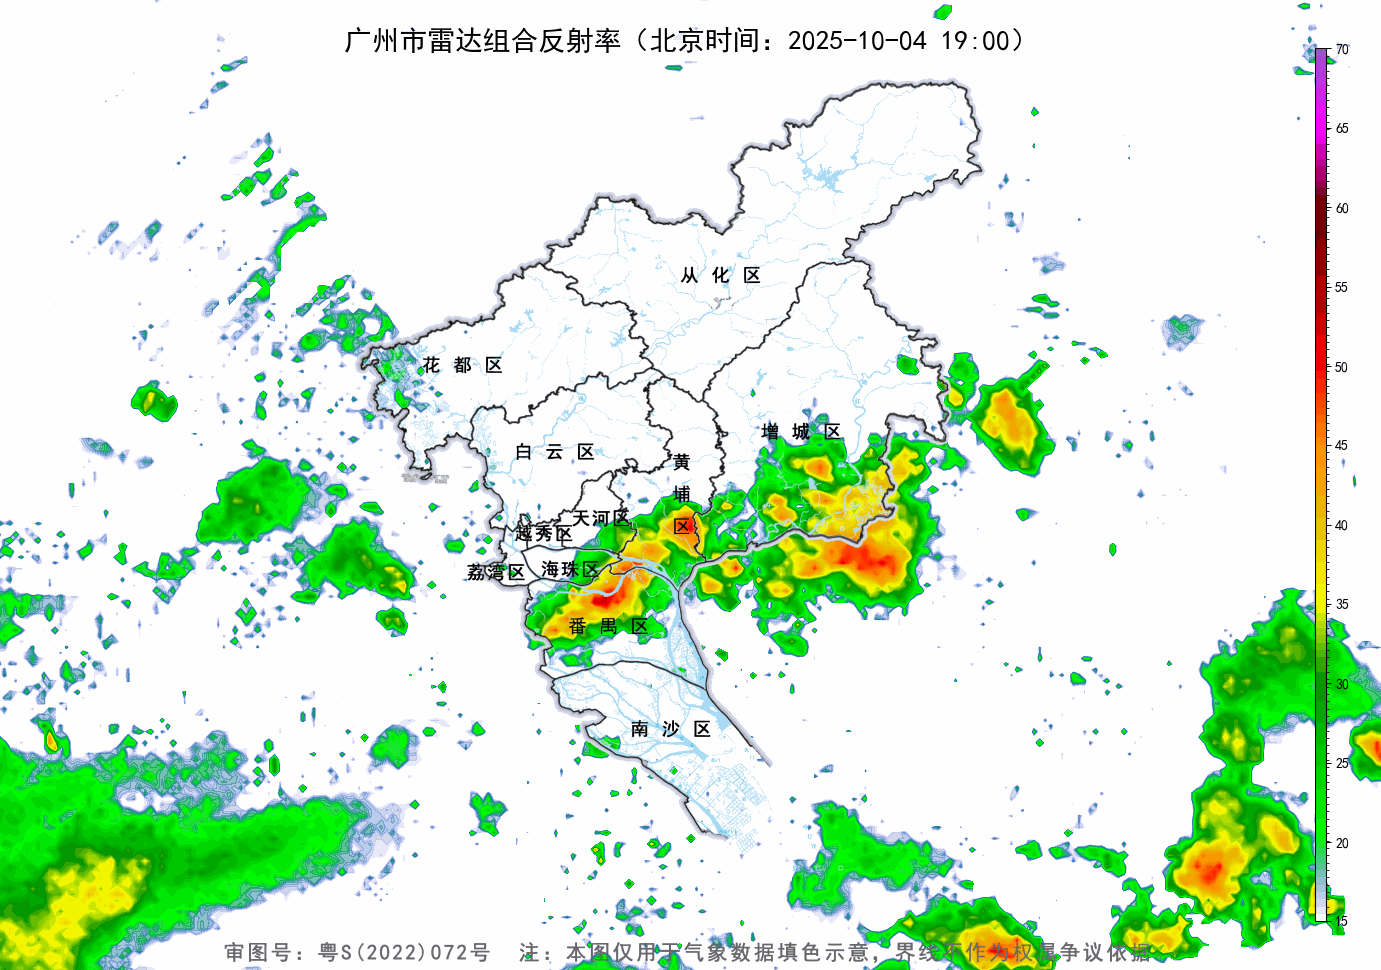 广州市雷达组合反射率（北京时间：2025-10-04 19:00）
70
65
60
55
50
45
40
35
30
25
20
15
从化区
花都区
增城区
白云区
黄埔区
天河区
越秀区
海珠区
荔湾区
番禺区
南沙区
审图号：粤S(2022)072号 注：本图仅用于气象数据填色示意，界线不作为权属争议依据